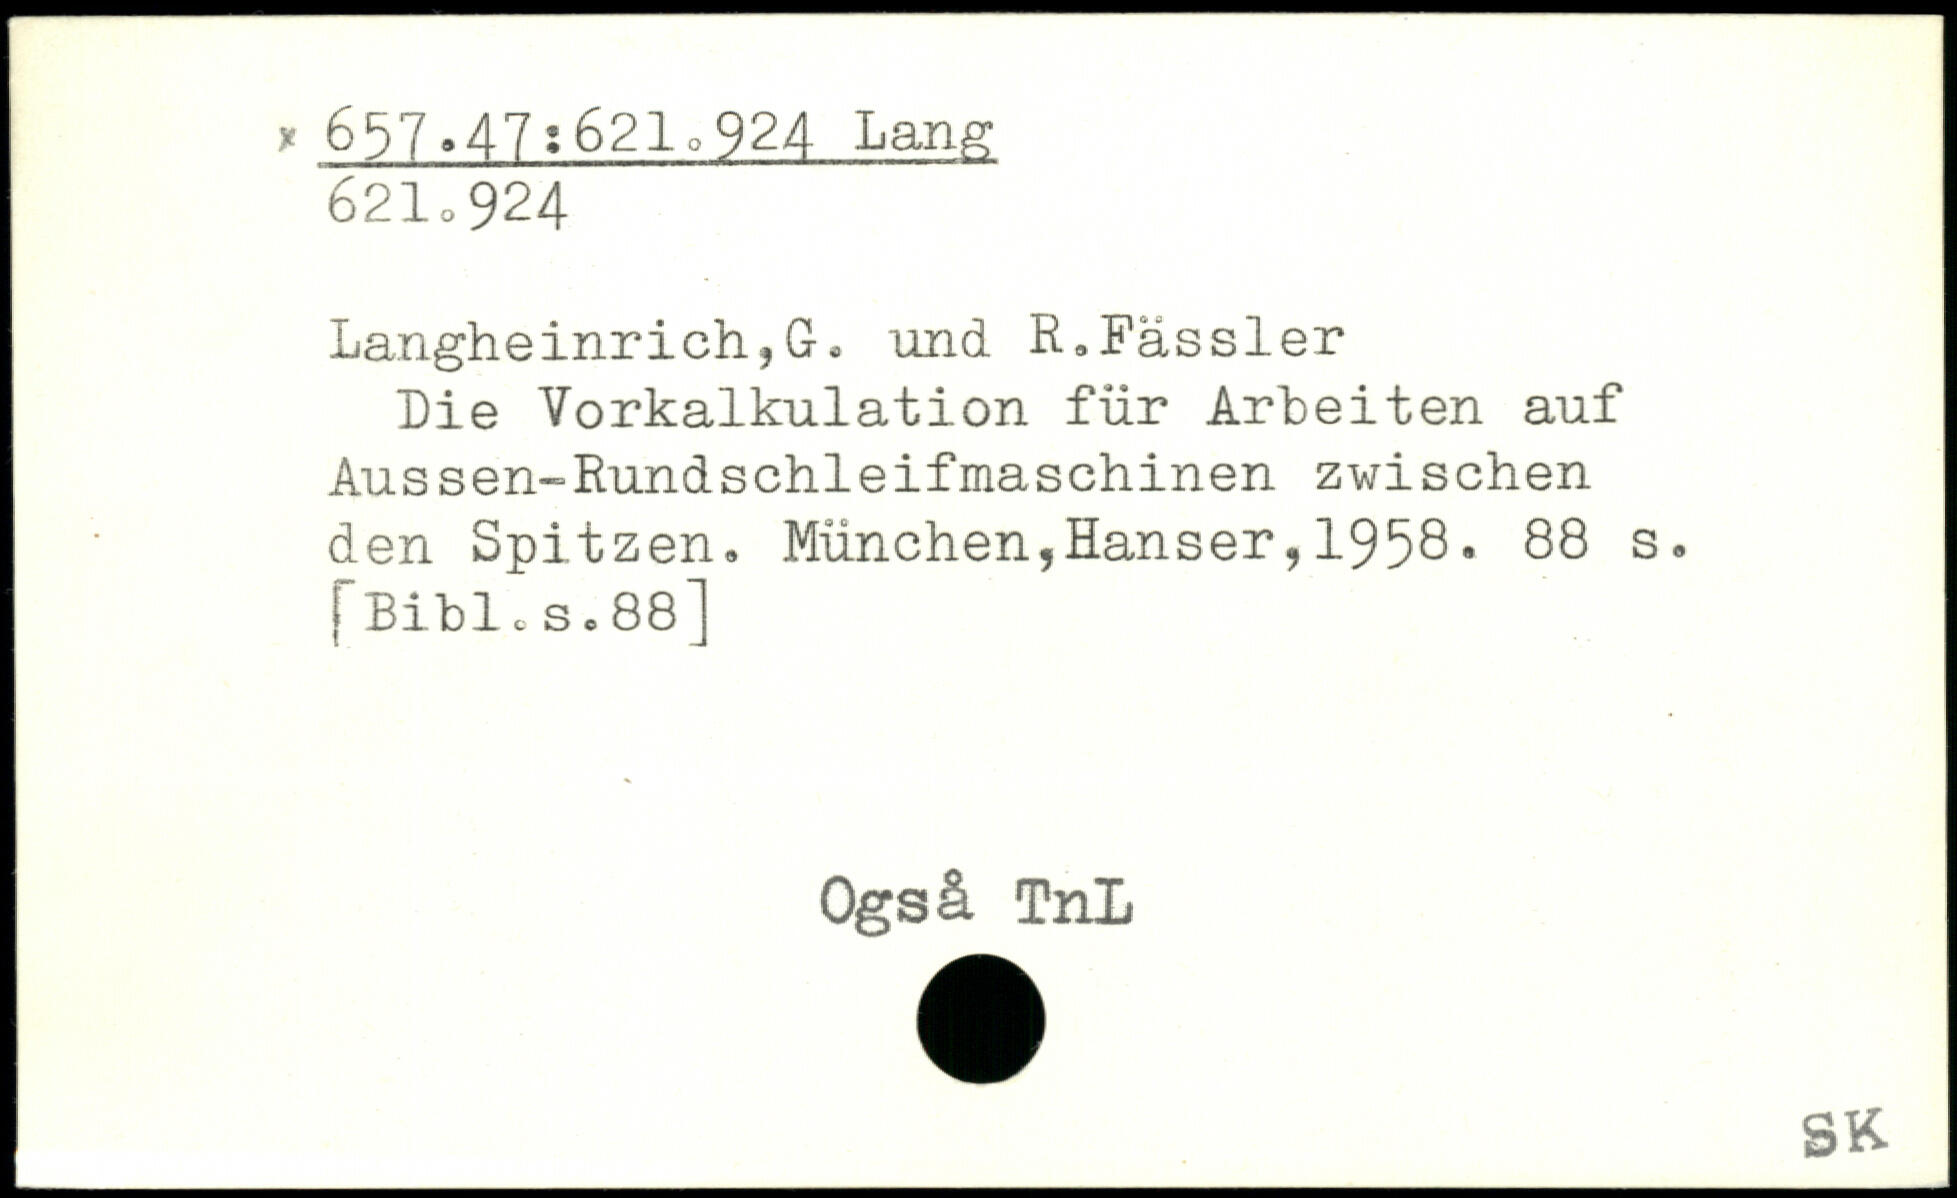 x 657.47:621.924 Lang
621.924
Langheinrich,G. und R.Fässler
Die Vorkalkulation für Arbeiten auf
Aussen-Rundschleifmaschinen zwischen
den Spitzen. München,Hanser,1958. 88 s.
[Bibl.s.88]
Også TnL
SK